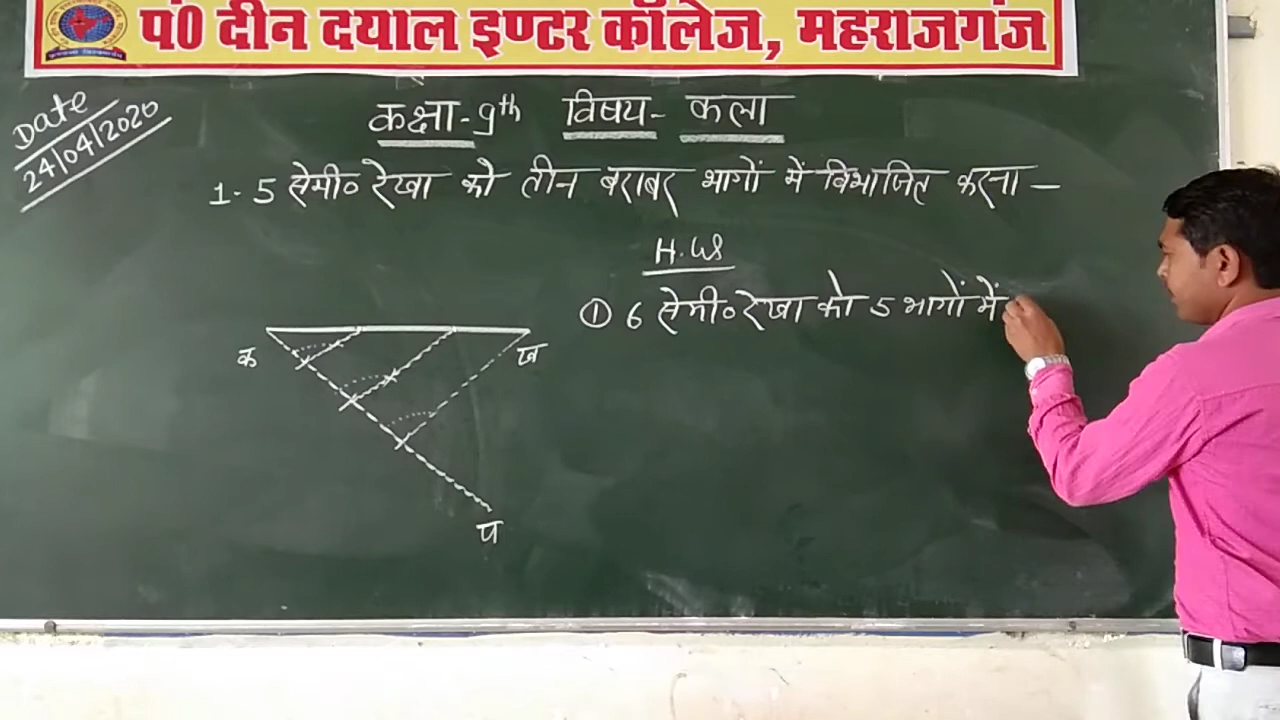 पं0 दीन दयाल इण्टर कॉलेज, महराजगंज
Date
24/04/2020
कक्षा-9th विषय- कला
1- 5 सेमी० रेखा को तीन बराबर भागों में विभाजित करना —
H.W
① 6 सेमी० रेखा को 5 भागों में
क
ख
प